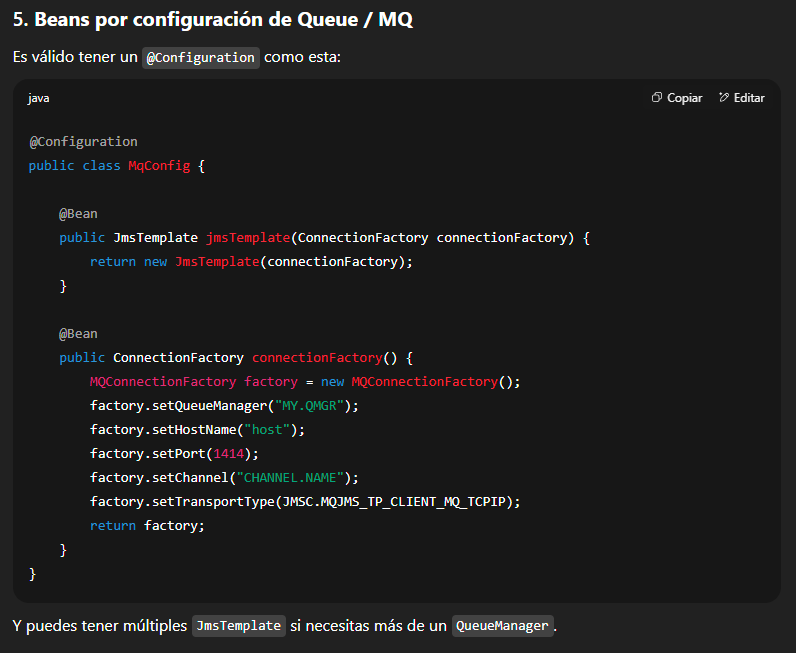 5. Beans por configuración de Queue / MQ
Es válido tener un @Configuration como esta:
java Copiar Editar
@Configuration
public class MqConfig {
@Bean
public JmsTemplate jmsTemplate(ConnectionFactory connectionFactory) {
return new JmsTemplate(connectionFactory);
}
@Bean
public ConnectionFactory connectionFactory() {
MQConnectionFactory factory = new MQConnectionFactory();
factory.setQueueManager("MY.QMGR");
factory.setHostName("host");
factory.setPort(1414);
factory.setChannel("CHANNEL.NAME");
factory.setTransportType(JMSC.MQJMS_TP_CLIENT_MQ_TCPIP);
return factory;
}
}
Y puedes tener múltiples JmsTemplate si necesitas más de un QueueManager.